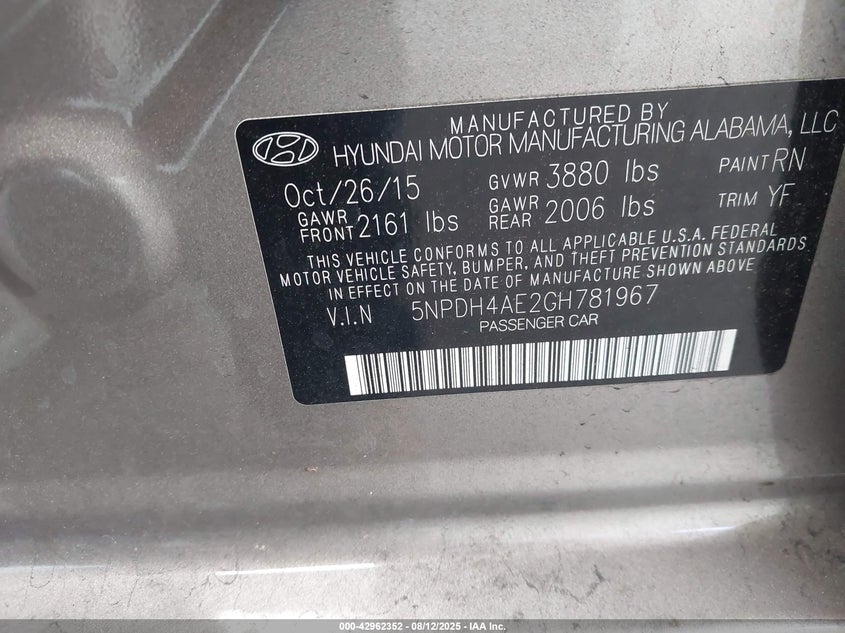 MANUFACTURED BY
HYUNDAI MOTOR MANUFACTURING ALABAMA, LLC
Oct/26/15 GVWR 3880 lbs PAINT RN
GAWR FRONT 2161 lbs GAWR REAR 2006 lbs TRIM YF
THIS VEHICLE CONFORMS TO ALL APPLICABLE U.S.A. FEDERAL
MOTOR VEHICLE SAFETY, BUMPER, AND THEFT PREVENTION STANDARDS
IN EFFECT ON THE DATE OF MANUFACTURE SHOWN ABOVE
V.I.N 5NPDH4AE2GH781967
PASSENGER CAR
000-42962352 - 08/12/2025 - IAA Inc.